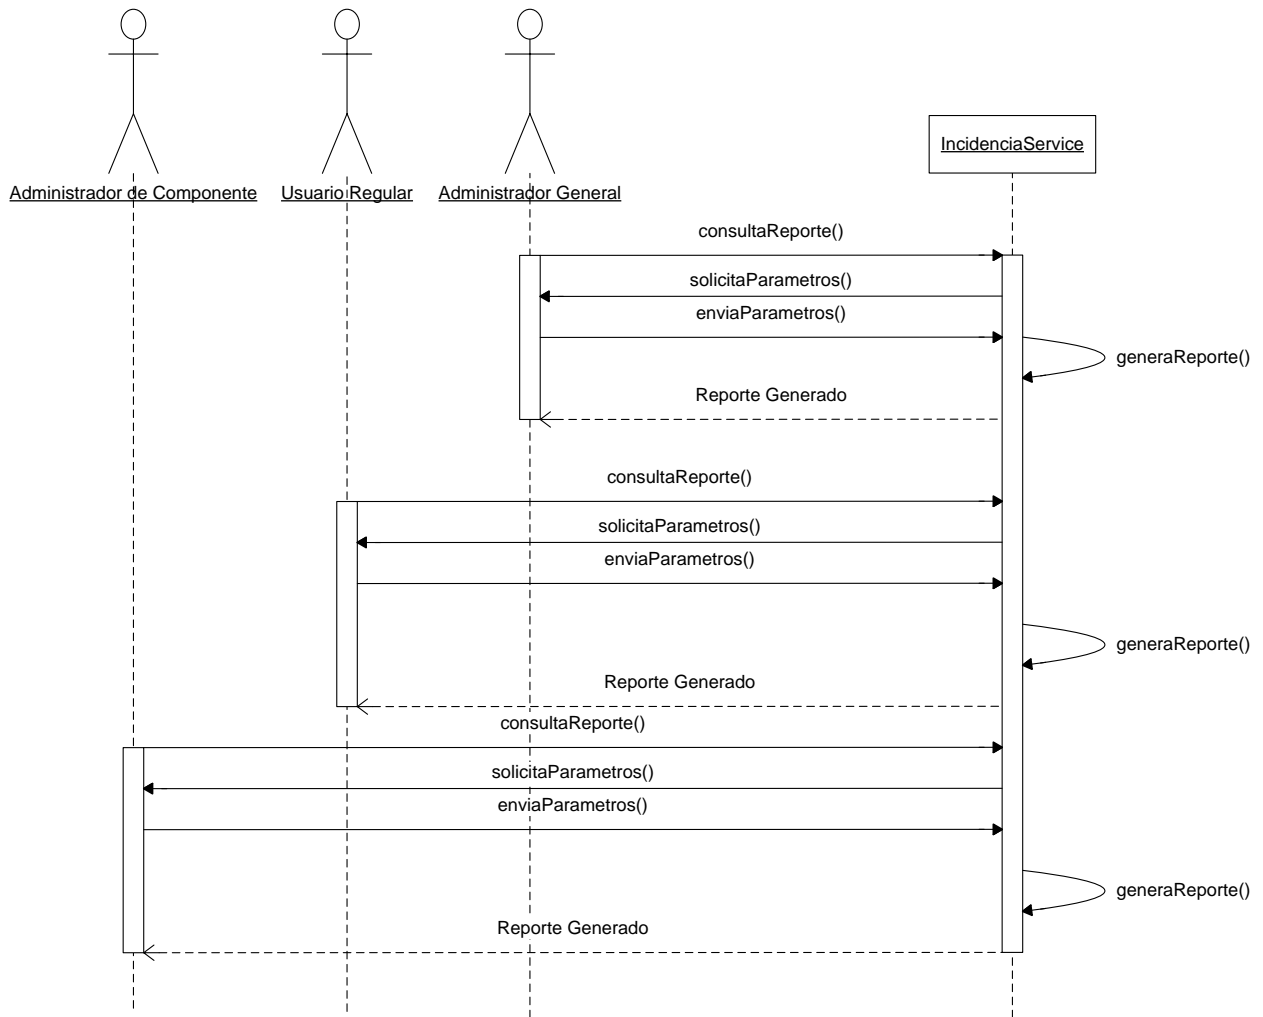 IncidenciaService
Administrador de Componente
Usuario Regular
Administrador General
consultaReporte()
solicitaParametros()
enviaParametros()
generaReporte()
Reporte Generado
consultaReporte()
solicitaParametros()
enviaParametros()
generaReporte()
Reporte Generado
consultaReporte()
solicitaParametros()
enviaParametros()
generaReporte()
Reporte Generado